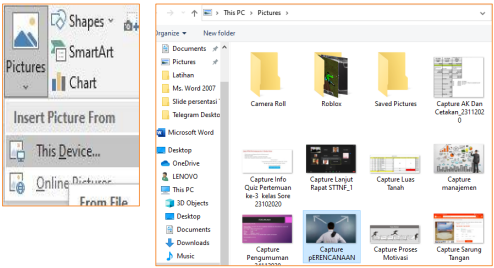 Shapes
SmartArt
Pictures
Chart
Insert Picture From
This Device...
Online Pictures
From File
This PC > Pictures >
Organize
New folder
Documents
Pictures
Latihan
Ms. Word 2007
Slide persentasi
Telegram Deskto
Microsoft Word
Desktop
OneDrive
LENOVO
This PC
3D Objects
Desktop
Documents
Downloads
Music
Camera Roll
Roblox
Saved Pictures
Capture AK Dan
Cetakan_2311202
0
Capture Info
Quiz Pertemuan
ke-3 kelas Sore
23102020
Capture Lanjut
Rapat STTNF_1
Capture Luas
Tanah
Capture
manajemen
Capture
Pengumuman
24112020
Capture
pERENCANAAN
Capture Proses
Motivasi
Capture Sarung
Tangan